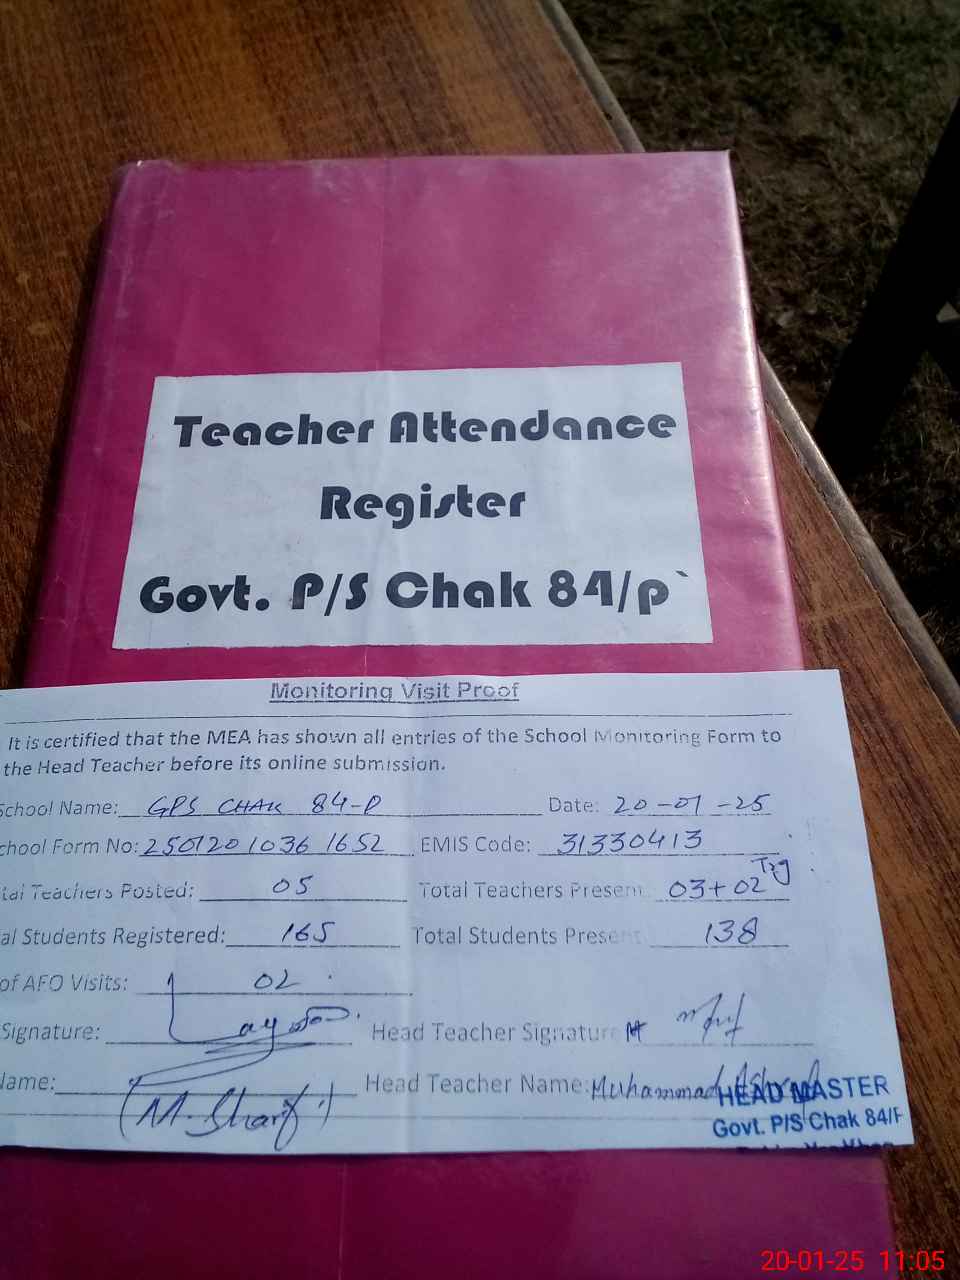 Teacher Attendance
Register
Govt. P/S Chak 84/p`
Monitoring Visit Proof
It is certified that the MEA has shown all entries of the School Monitoring Form to
the Head Teacher before its online submission.
School Name: GPS CHAK 84-P Date: 20-01-25
chool Form No: 2501201036 1652 EMIS Code: 31330413
tal Teachers Posted: 05 Total Teachers Present: 03+02 Trg
al Students Registered: 165 Total Students Present: 138
of AFO Visits: 02
Signature: Head Teacher Signature
Name: Head Teacher Name: Muhammad Ashraf
(M. Sharif)
HEAD MASTER
Govt. P/S Chak 84/P
20-01-25 11:05